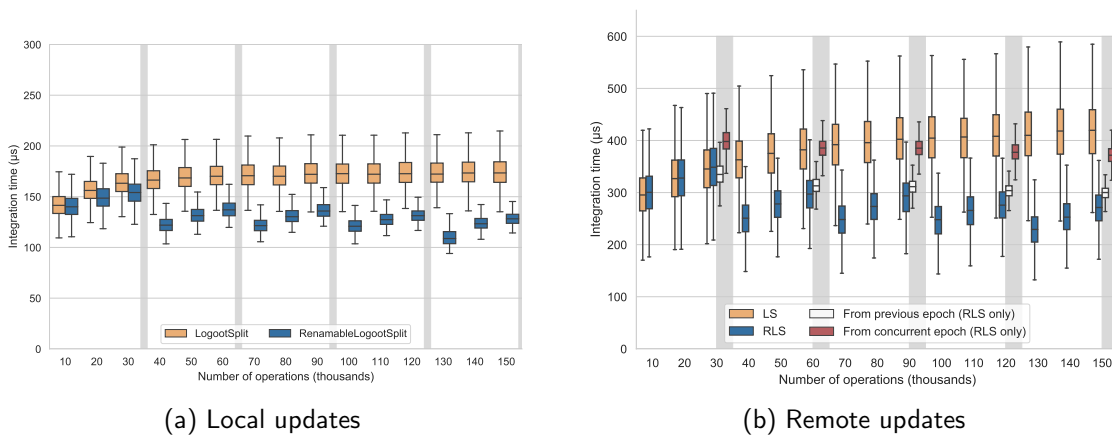 300
250
200
150
100
50
0
Integration time (μs)
LogootSplit
RenamableLogootSplit
10 20 30 40 50 60 70 80 90 100 110 120 130 140 150
Number of operations (thousands)
(a) Local updates
600
500
400
300
200
100
0
Integration time (μs)
LS
RLS
From previous epoch (RLS only)
From concurrent epoch (RLS only)
10 20 30 40 50 60 70 80 90 100 110 120 130 140 150
Number of operations (thousands)
(b) Remote updates